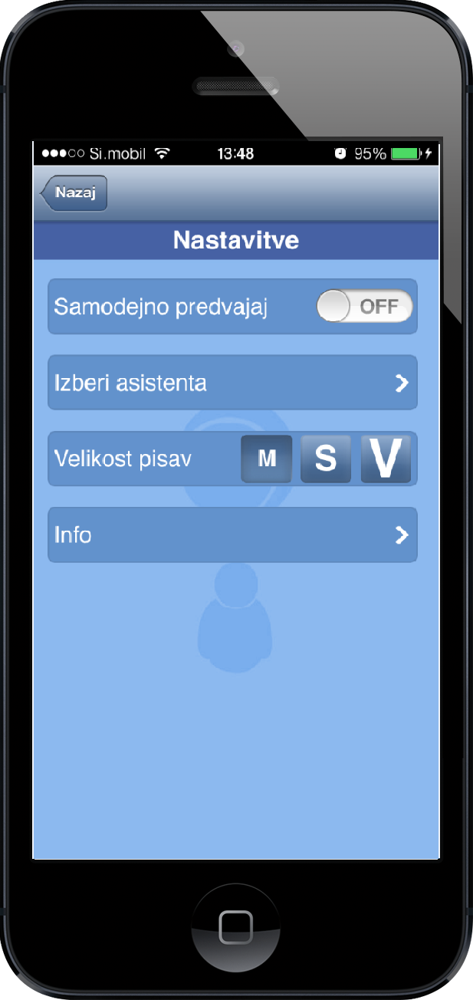 Si.mobil 13:48 95%
Nazaj
Nastavitve
Samodejno predvajaj OFF
Izberi asistenta
Velikost pisav M S V
Info